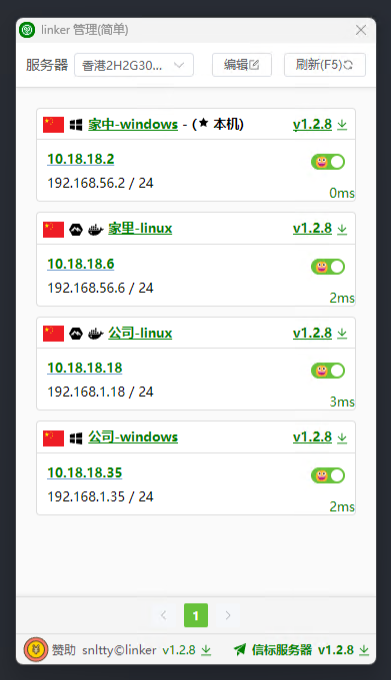 linker 管理(简单)
服务器 香港2H2G30... 编辑 刷新(F5)
家中-windows - (★ 本机) v1.2.8
10.18.18.2
192.168.56.2 / 24
0ms
家里-linux v1.2.8
10.18.18.6
192.168.56.6 / 24
2ms
公司-linux v1.2.8
10.18.18.18
192.168.1.18 / 24
3ms
公司-windows v1.2.8
10.18.18.35
192.168.1.35 / 24
2ms
1
赞助 snltty©linker v1.2.8 信标服务器 v1.2.8